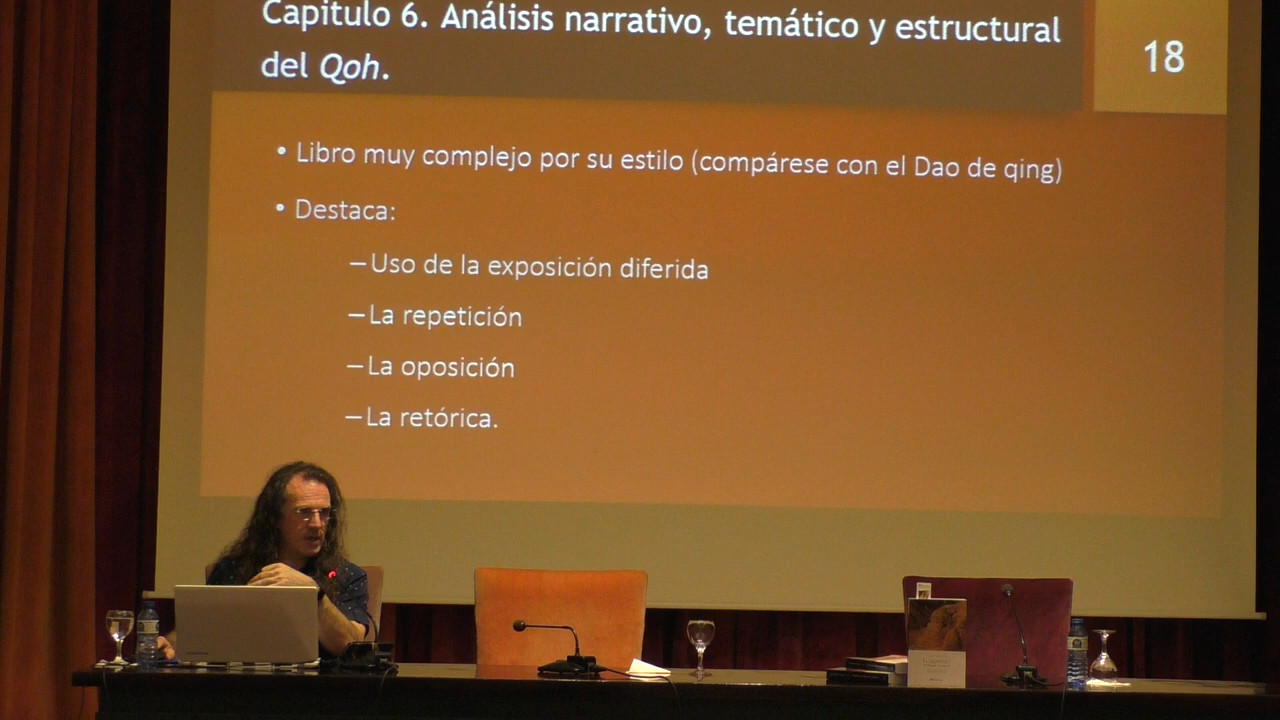 Capitulo 6. Análisis narrativo, temático y estructural
del Qoh.
18
• Libro muy complejo por su estilo (compárese con el Dao de qing)
• Destaca:
– Uso de la exposición diferida
– La repetición
– La oposición
– La retórica.